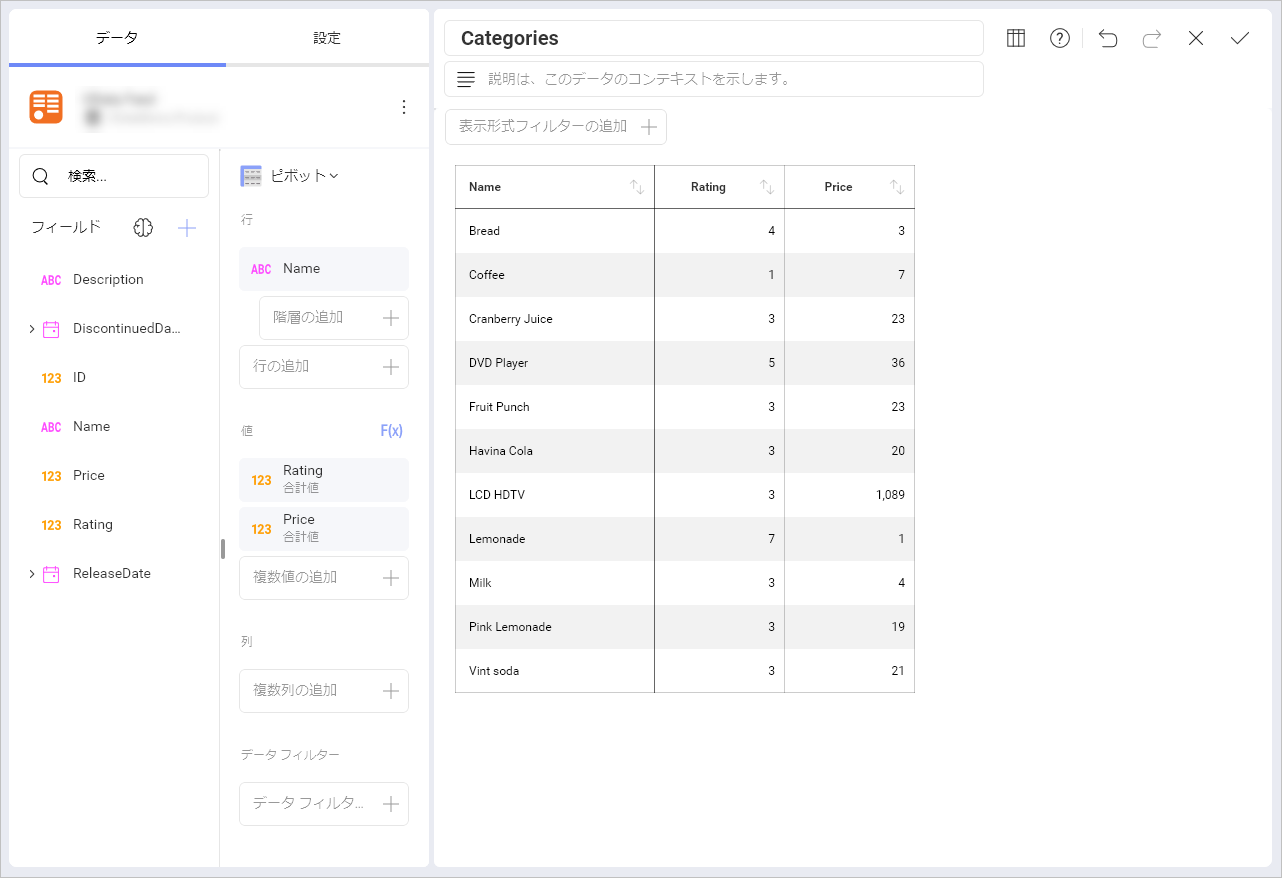 データ
設定
検索...
フィールド
ABC Description
DiscontinuedDa...
123 ID
ABC Name
123 Price
123 Rating
ReleaseDate
ピボット
行
ABC Name
階層の追加
行の追加
値 F(x)
123 Rating
合計値
123 Price
合計値
複数値の追加
列
複数列の追加
データ フィルター
データ フィルタ...
Categories
説明は、このデータのコンテキストを示します。
表示形式フィルターの追加
Name Rating Price
Bread 4 3
Coffee 1 7
Cranberry Juice 3 23
DVD Player 5 36
Fruit Punch 3 23
Havina Cola 3 20
LCD HDTV 3 1,089
Lemonade 7 1
Milk 3 4
Pink Lemonade 3 19
Vint soda 3 21